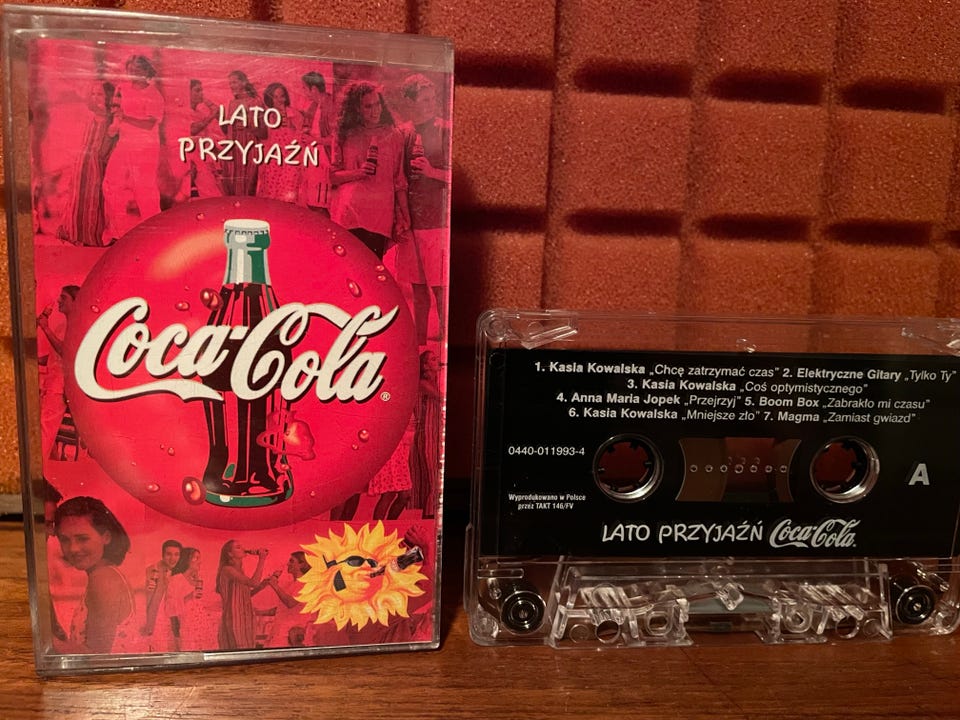 LATO
PRZYJAŹŃ
Coca-Cola®
1. Kasia Kowalska „Chcę zatrzymać czas” 2. Elektryczne Gitary „Tylko Ty”
3. Kasia Kowalska „Coś optymistycznego”
4. Anna Maria Jopek „Przejrzyj” 5. Boom Box „Zabrakło mi czasu”
6. Kasia Kowalska „Mniejsze zło” 7. Magma „Zamiast gwiazd”
0440-011993-4
A
Wyprodukowano w Polsce
przez TAKT 146/FV
LATO PRZYJAŹŃ Coca-Cola